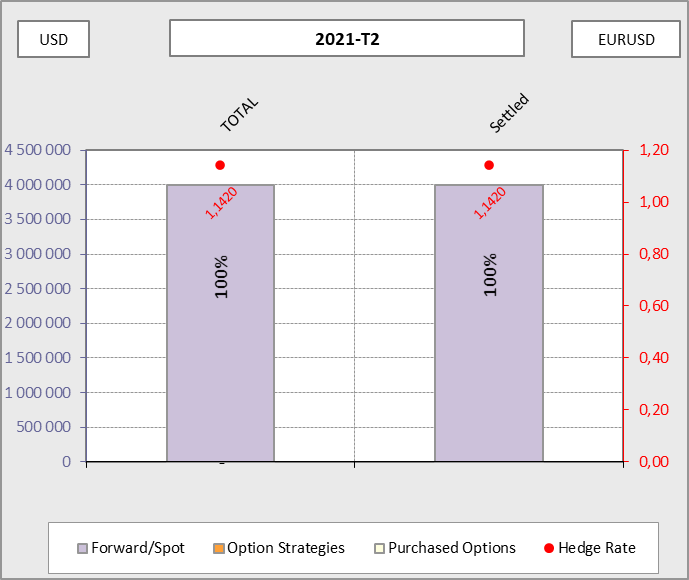 USD
2021-T2
EURUSD
TOTAL
Settled
4 500 000
4 000 000
3 500 000
3 000 000
2 500 000
2 000 000
1 500 000
1 000 000
500 000
0
1,1420
100%
-
1,1420
100%
1,20
1,00
0,80
0,60
0,40
0,20
0,00
Forward/Spot Option Strategies Purchased Options Hedge Rate